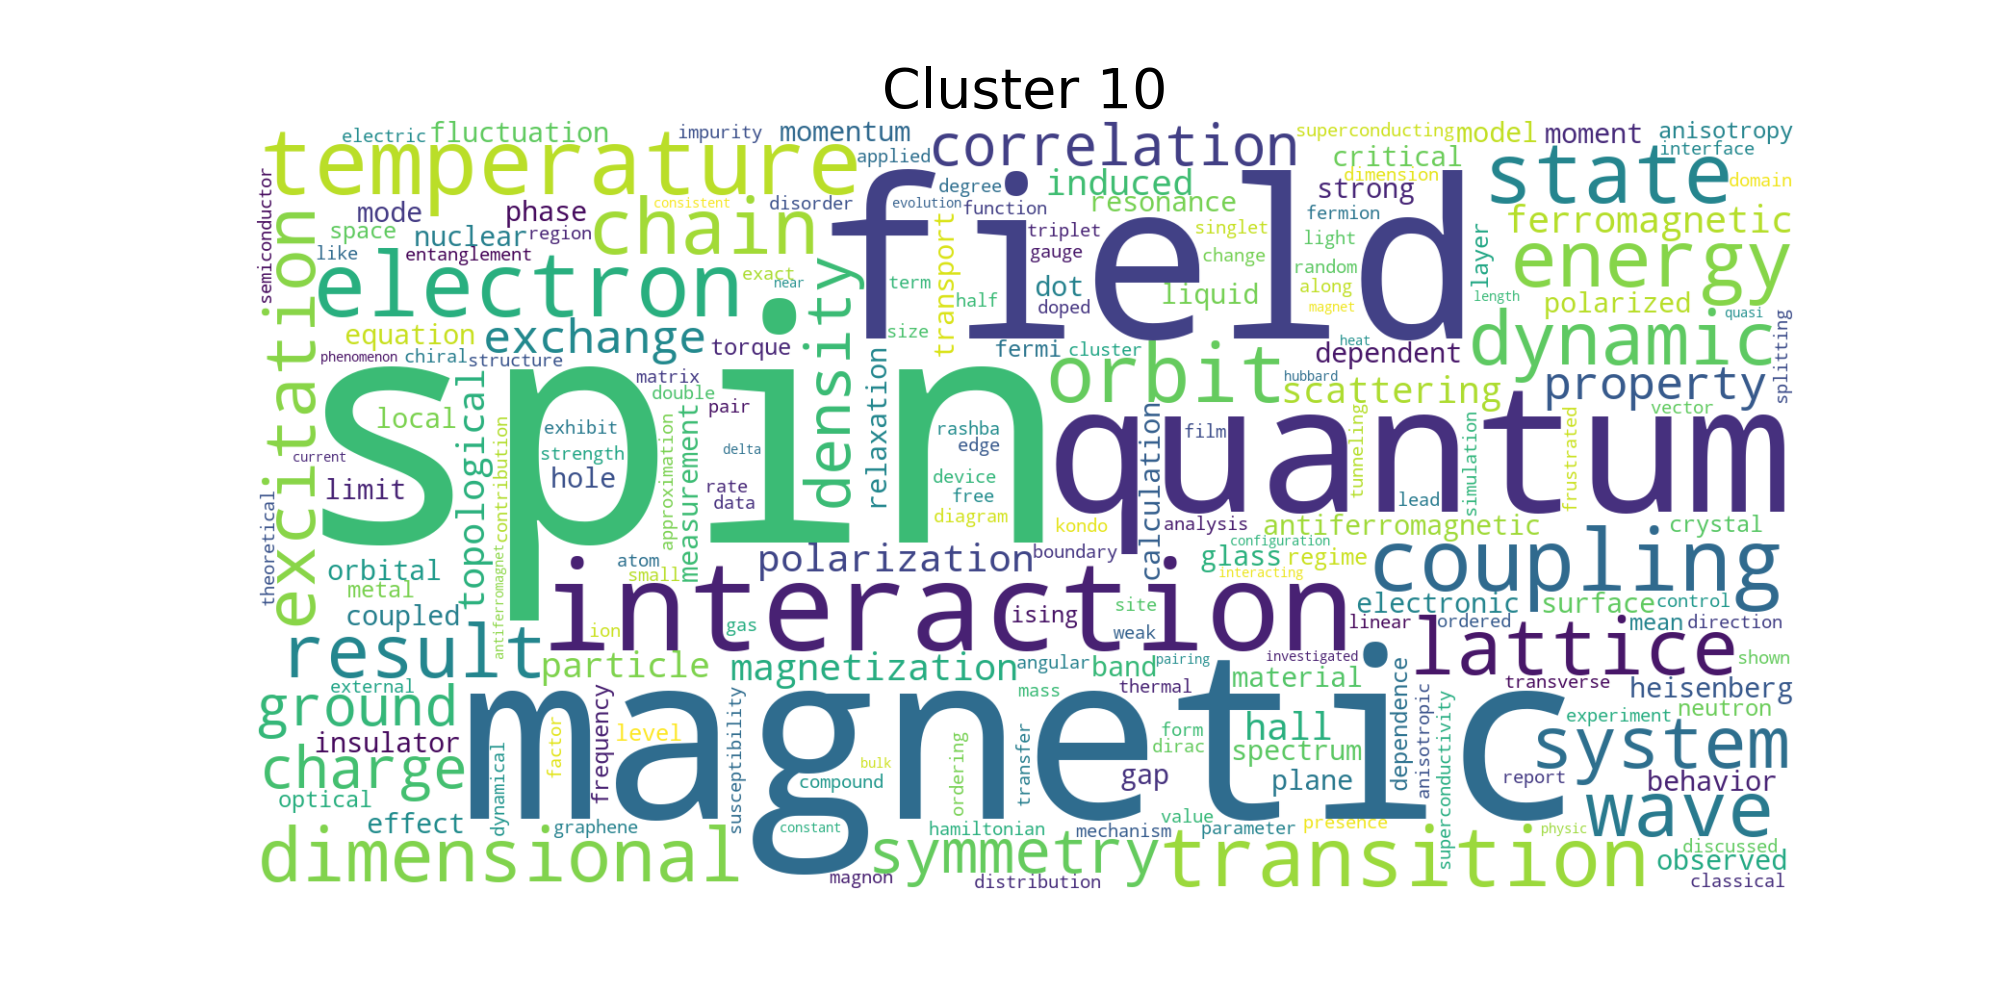 Cluster 10
electric
fluctuation
impurity
momentum
correlation
superconducting
model
moment
anisotropy
temperature
applied
critical
interface
state
semiconductor
field
degree
induced
strong
dimension
domain
mode
phase
consistent
disorder
evolution
function
resonance
fermion
ferromagnetic
space
nuclear
region
chain
triplet
singlet
light
layer
energy
like
entanglement
transport
gauge
change
electron
exact
near
density
term
half
dot
doped
liquid
random
along
magnet
length
polarized
quasi
excitation
equation
exchange
torque
size
fermi
cluster
heat
dependent
dynamic
splitting
phenomenon
chiral
structure
spin
matrix
double
pair
relaxation
orbit
hubbard
scattering
property
local
topological
contribution
exhibit
strength
hole
approximation
measurement
delta
rate
data
rashba
edge
device
free
diagram
quantum
calculation
film
tunneling
simulation
frustrated
vector
current
limit
theoretical
kondo
analysis
lead
antiferromagnetic
crystal
polarization
boundary
configuration
glass
regime
interacting
coupling
orbital
metal
atom
small
interaction
antiferromagnet
coupled
ising
site
weak
electronic
surface
control
linear
ordered
mean
direction
result
ion
gas
lattice
particle
magnetization
angular
band
pairing
investigated
shown
external
mass
thermal
material
dependence
transverse
heisenberg
ground
magnetic
insulator
factor
frequency
level
susceptibility
form
dirac
hall
spectrum
anisotropic
superconductivity
experiment
neutron
system
charge
dynamical
bulk
compound
ordering
transfer
gap
plane
report
behavior
optical
effect
graphene
constant
hamiltonian
mechanism
value
parameter
presence
wave
physic
discussed
dimensional
symmetry
transition
observed
magnon
distribution
classical